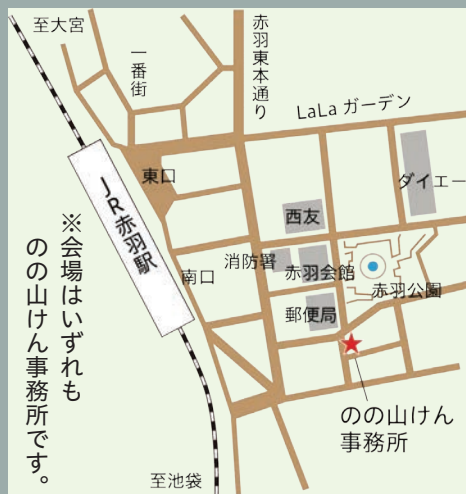 至大宮
一番街
赤羽東本通り
LaLa ガーデン
東口
JR赤羽駅
ダイエー
西友
消防署
赤羽会館
南口
赤羽公園
郵便局
※会場はいずれも
のの山けん事務所です。
のの山けん
事務所
至池袋